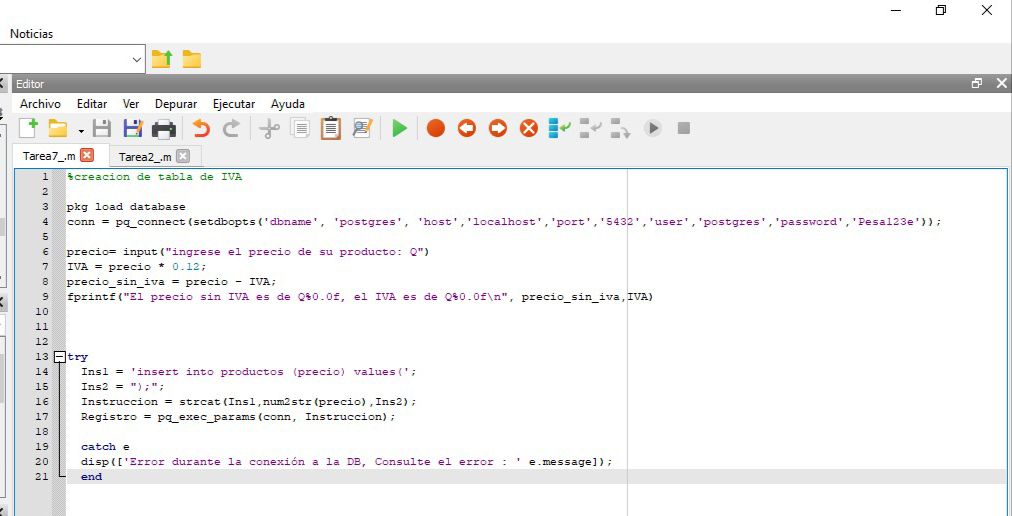 Noticias
Editor
Archivo Editar Ver Depurar Ejecutar Ayuda
Tarea7_.m Tarea2_.m
1 %creacion de tabla de IVA
2
3 pkg load database
4 conn = pq_connect(setdbopts('dbname', 'postgres', 'host','localhost','port','5432','user','postgres','password','Pesa123e'));
5
6 precio= input("ingrese el precio de su producto: Q")
7 IVA = precio * 0.12;
8 precio_sin_iva = precio - IVA;
9 fprintf("El precio sin IVA es de Q%0.0f, el IVA es de Q%0.0f\n", precio_sin_iva,IVA)
10
11
12
13 try
14 Ins1 = 'insert into productos (precio) values(';
15 Ins2 = ");";
16 Instruccion = strcat(Ins1,num2str(precio),Ins2);
17 Registro = pq_exec_params(conn, Instruccion);
18
19 catch e
20 disp(['Error durante la conexión a la DB, Consulte el error : ' e.message]);
21 end